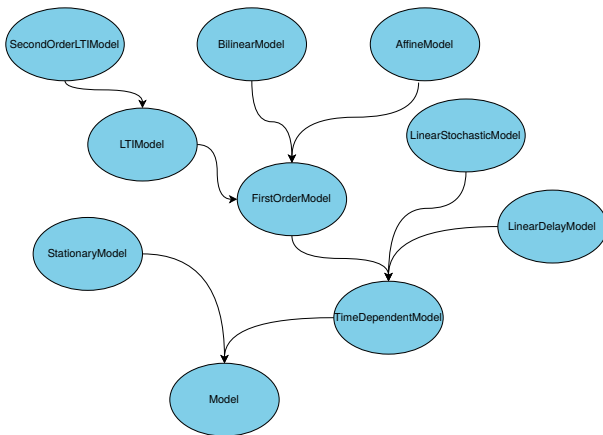 SecondOrderLTIModel
BilinearModel
AffineModel
LTIModel
LinearStochasticModel
FirstOrderModel
StationaryModel
LinearDelayModel
TimeDependentModel
Model